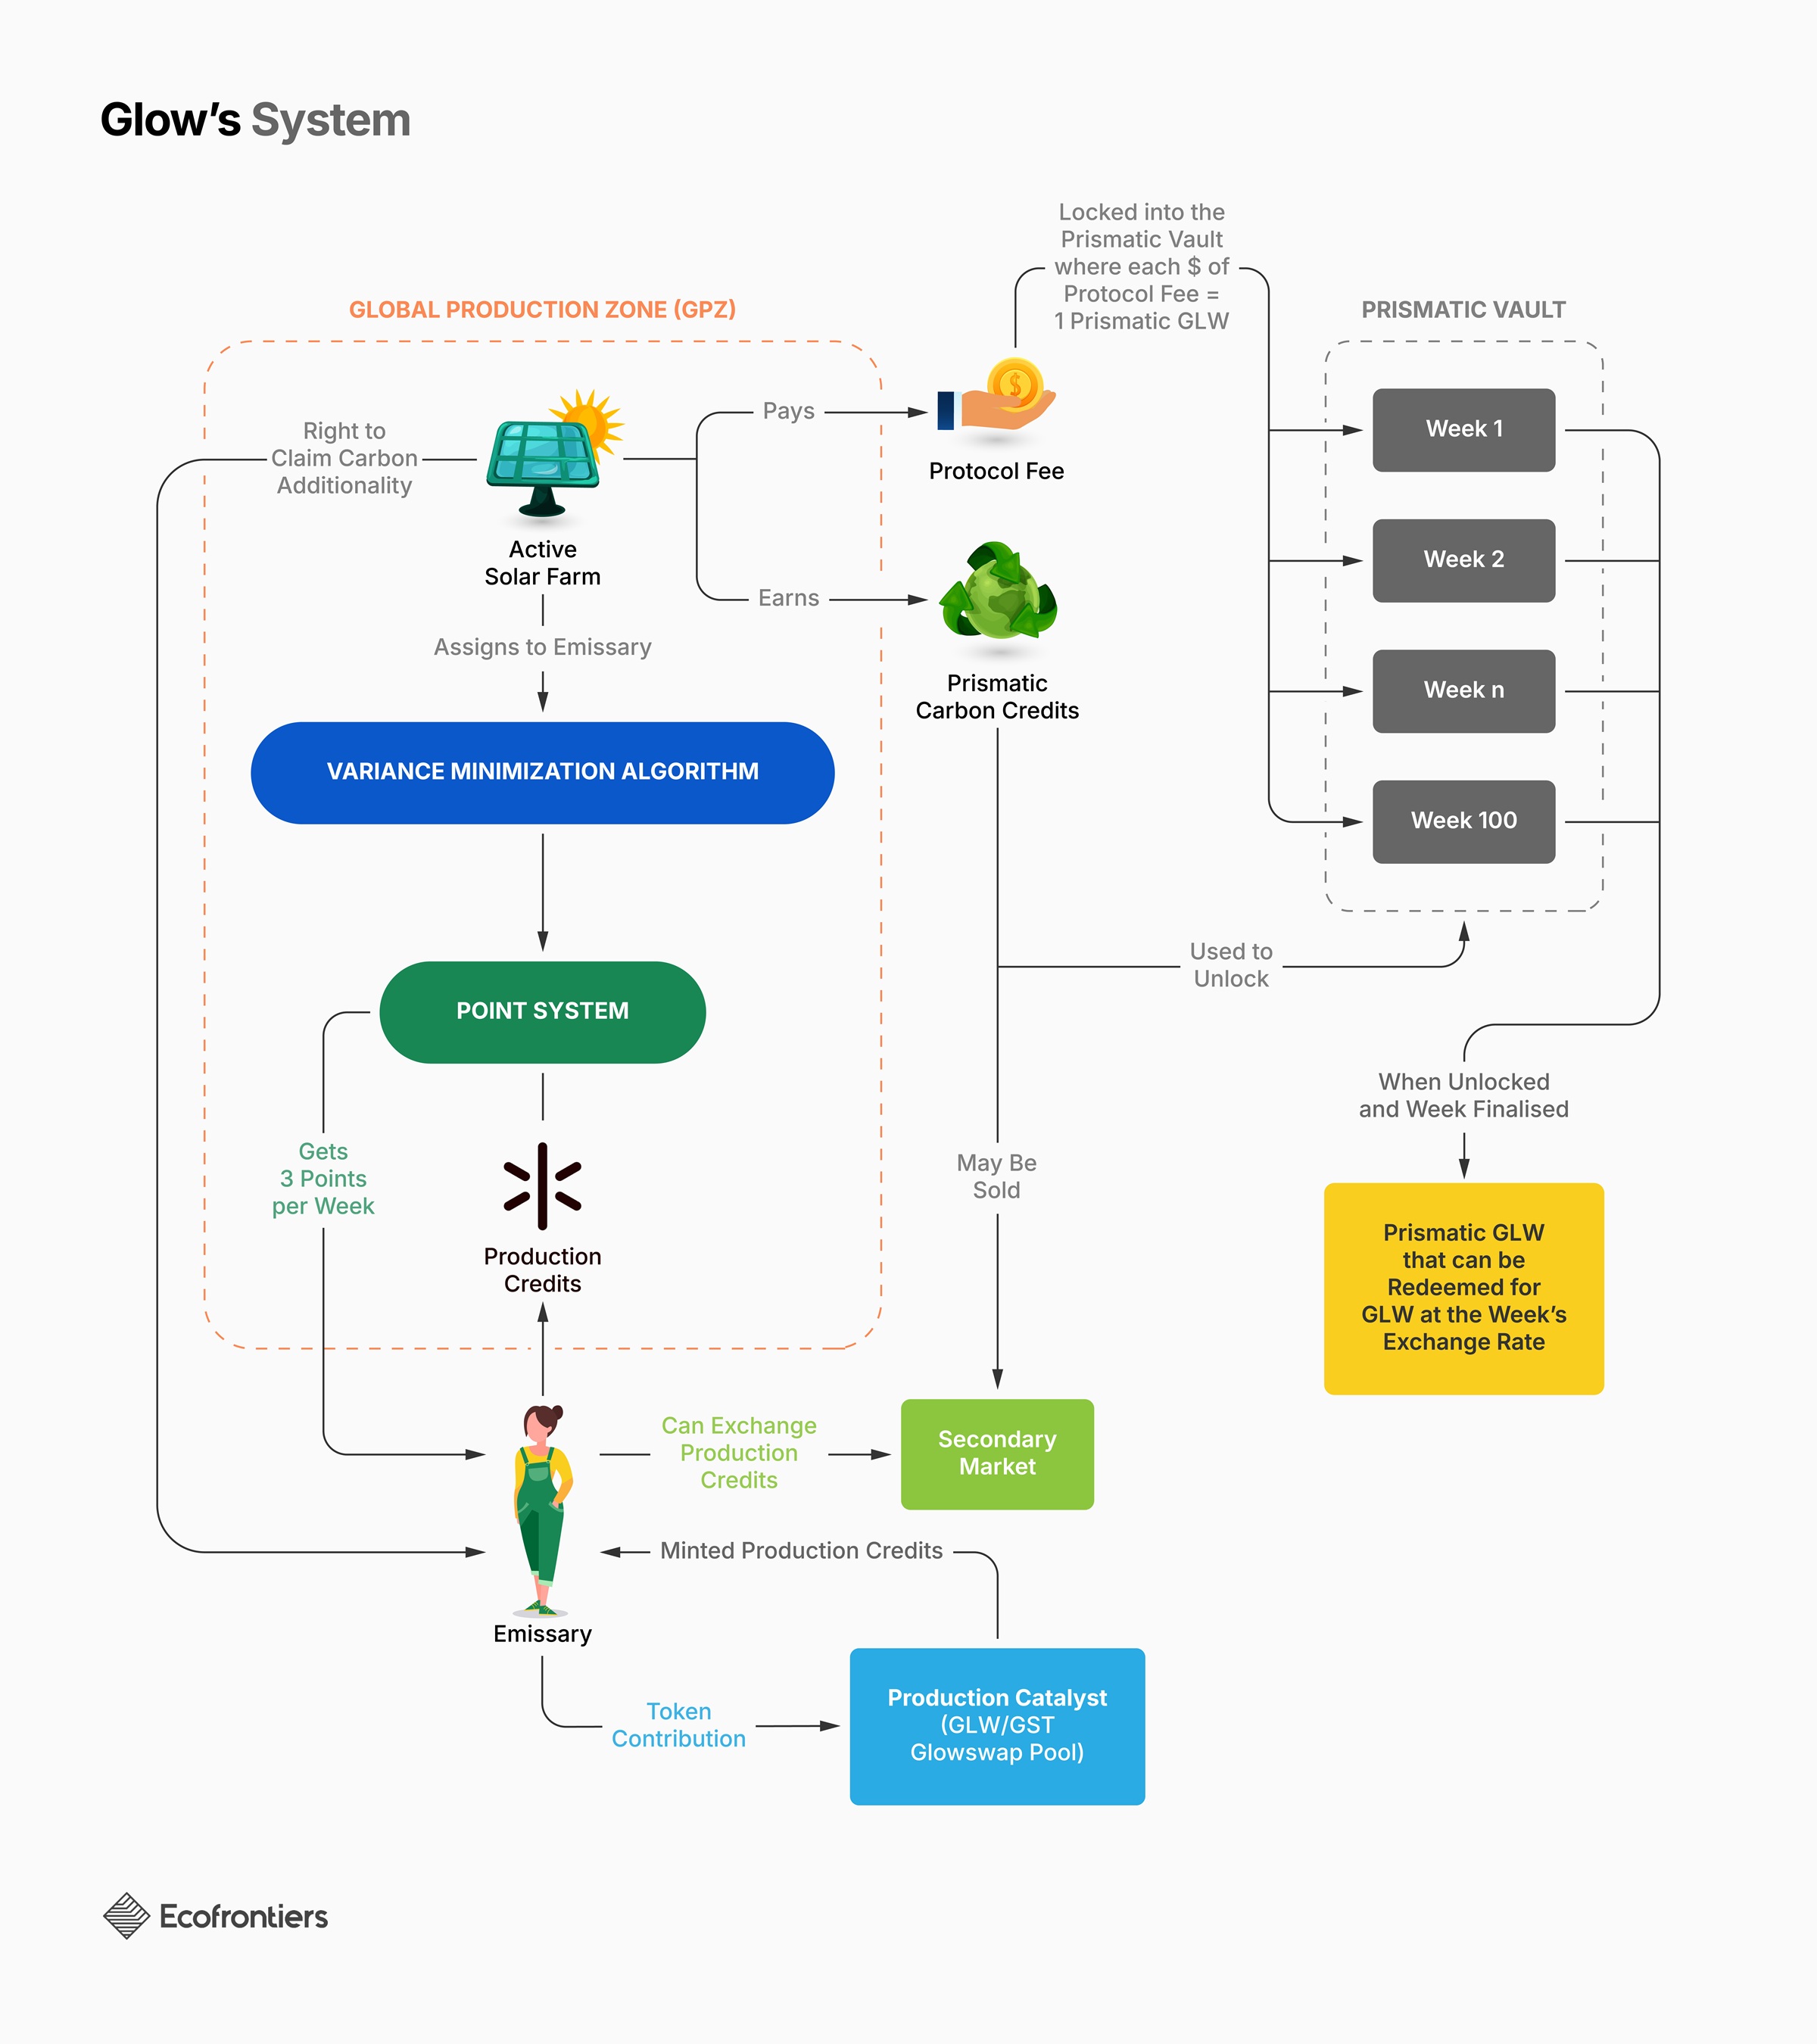 Glow's System
Locked into the
Prismatic Vault
where each $ of
Protocol Fee =
1 Prismatic GLW
GLOBAL PRODUCTION ZONE (GPZ)
PRISMATIC VAULT
Right to
Claim Carbon
Additionality
Active
Solar Farm
Pays
$
Protocol Fee
Earns
Prismatic
Carbon Credits
Week 1
Week 2
Week n
Week 100
Assigns to Emissary
VARIANCE MINIMIZATION ALGORITHM
POINT SYSTEM
Used to
Unlock
Gets
3 Points
per Week
Production
Credits
May Be
Sold
When Unlocked
and Week Finalised
Prismatic GLW
that can be
Redeemed for
GLW at the Week's
Exchange Rate
Can Exchange
Production
Credits
Secondary
Market
Minted Production Credits
Emissary
Token
Contribution
Production Catalyst
(GLW/GST
Glowswap Pool)
Ecofrontiers